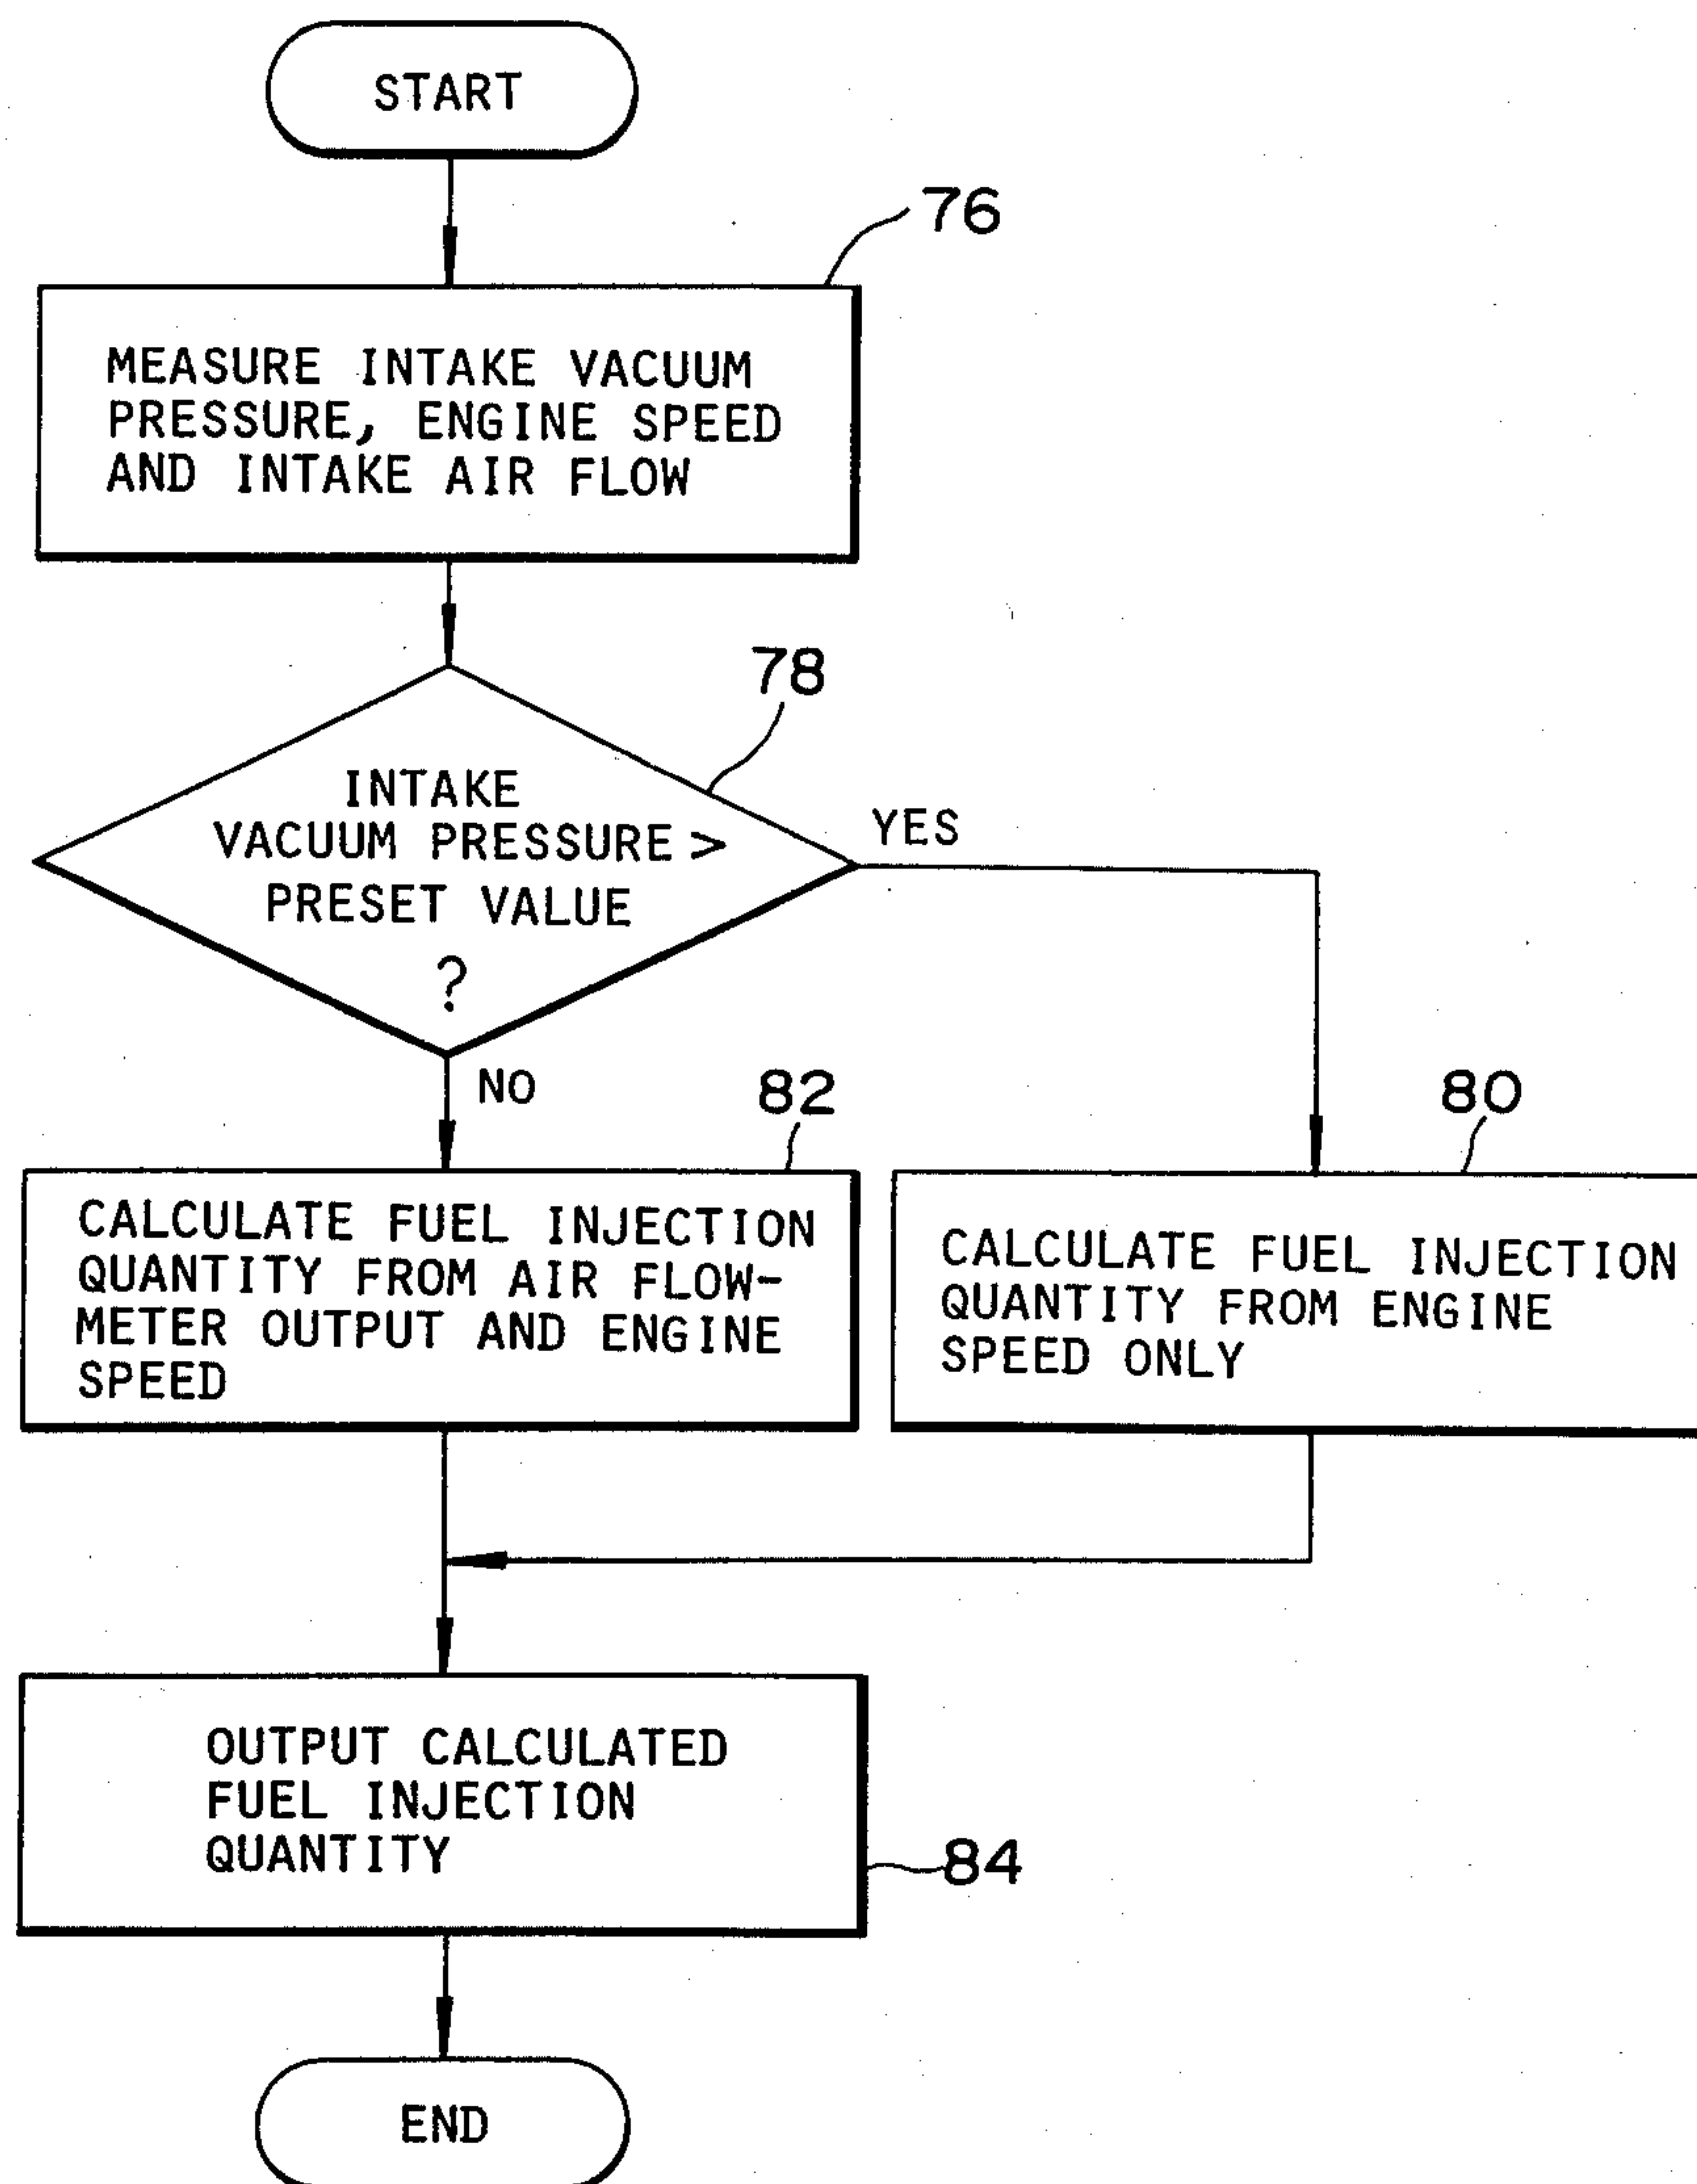 START
76
MEASURE INTAKE VACUUM
PRESSURE, ENGINE SPEED
AND INTAKE AIR FLOW
78
INTAKE
VACUUM PRESSURE >
PRESET VALUE
?
YES
NO
82
80
CALCULATE FUEL INJECTION
QUANTITY FROM AIR FLOW-
METER OUTPUT AND ENGINE
SPEED
CALCULATE FUEL INJECTION
QUANTITY FROM ENGINE
SPEED ONLY
OUTPUT CALCULATED
FUEL INJECTION
QUANTITY
84
END